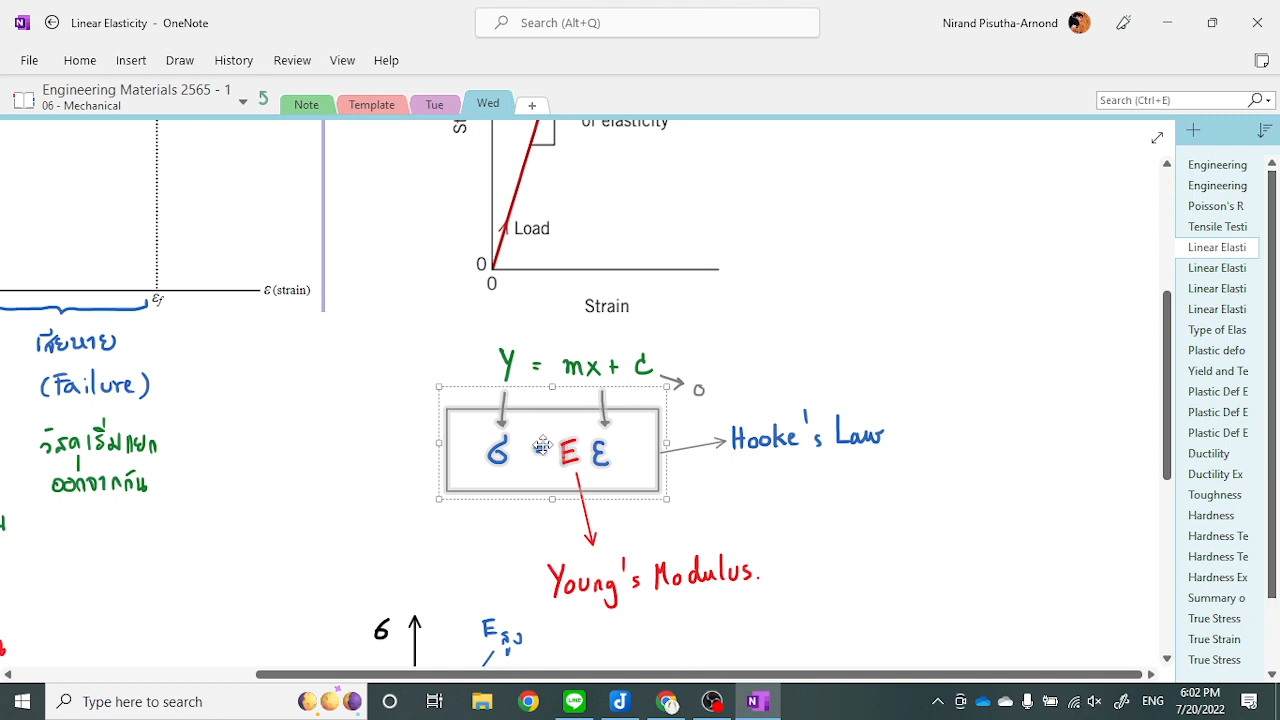 Linear Elasticity - OneNote
Search (Alt+Q)
Nirand Pisutha-Arnond
File Home Insert Draw History Review View Help
Engineering Materials 2565 - 1
06 - Mechanical
Note Template Tue Wed +
Search (Ctrl+E)
of elasticity
Load
0
0
Strain
ε (strain)
εf
เสียหาย
(Failure)
วัสดุเริ่มแยก
ออกจากกัน
Y = mx + C
0
σ = E ε
Hooke's Law
Young's Modulus.
σ
E สูง
Engineering
Engineering
Poisson's R
Tensile Testi
Linear Elasti
Linear Elasti
Linear Elasti
Linear Elasti
Type of Elas
Plastic defo
Yield and Te
Plastic Def E
Plastic Def E
Plastic Def E
Ductility
Ductility Ex
Toughness
Hardness
Hardness Te
Hardness Te
Hardness Ex
Summary o
True Stress
True Strain
True Stress
Type here to search
ENG
6:02 PM
7/20/2022